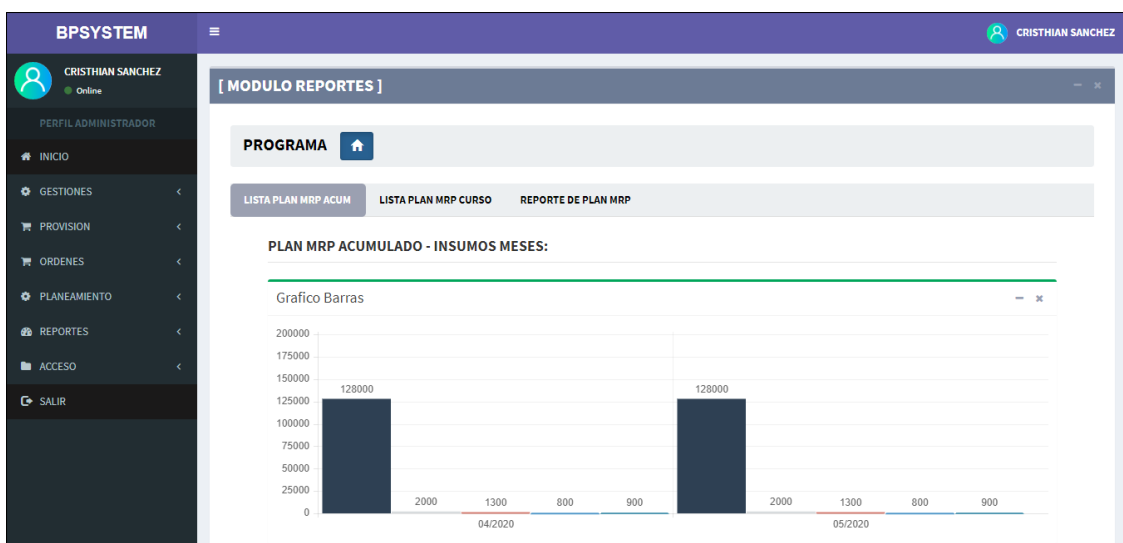 BPSYSTEM
CRISTHIAN SANCHEZ
CRISTHIAN SANCHEZ
Online
PERFIL ADMINISTRADOR
INICIO
GESTIONES
PROVISION
ORDENES
PLANEAMIENTO
REPORTES
ACCESO
SALIR
[ MODULO REPORTES ]
PROGRAMA
LISTA PLAN MRP ACUM LISTA PLAN MRP CURSO REPORTE DE PLAN MRP
PLAN MRP ACUMULADO - INSUMOS MESES:
Grafico Barras
200000
175000
150000
125000
100000
75000
50000
25000
0
128000 2000 1300 800 900
128000 2000 1300 800 900
04/2020 05/2020